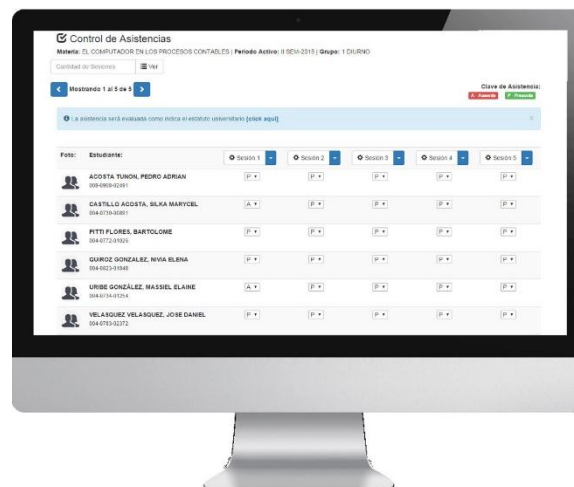 Control de Asistencias
Materia: EL COMPUTADOR EN LOS PROCESOS CONTABLES | Periodo Activo: II SEM-2015 | Grupo: 1 DIURNO
Cantidad de Sesiones Ver
Mostrando 1 al 5 de 5
Clave de Asistencia:
A - Ausente P - Presente
La asistencia será evaluada como indica el estatuto universitario (click aquí)
Foto: Estudiante: Sesión 1 Sesión 2 Sesión 3 Sesión 4 Sesión 5
ACOSTA TUNON, PEDRO ADRIAN P P P P P
CASTILLO ACOSTA, SILKA MARYCEL A P P P P
PITTI FLORES, BARTOLOME P P P P P
QUIROZ GONZALEZ, NIVIA ELENA P P P P P
URIBE GONZÁLEZ, MASSIEL ELAINE A P P P P
VELASQUEZ VELASQUEZ, JOSE DANIEL P P P P P